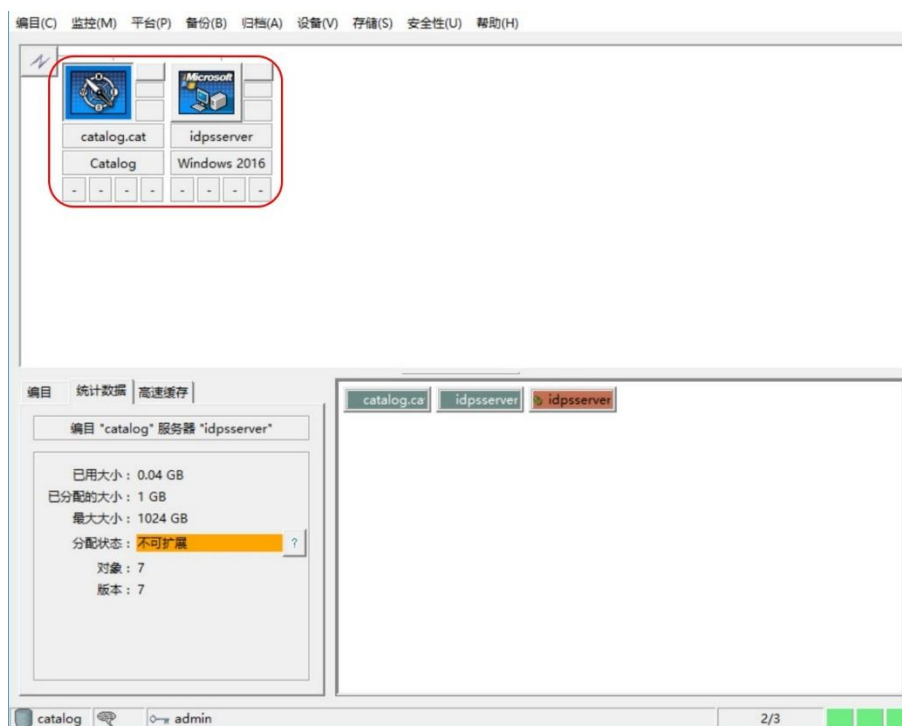 编目(C) 监控(M) 平台(P) 备份(B) 归档(A) 设备(V) 存储(S) 安全性(U) 帮助(H)
Microsoft
catalog.cat idpsserver
Catalog Windows 2016
- - - - - - - -
编目 统计数据 高速缓存
catalog.ca idpsserver idpsserver
编目 "catalog" 服务器 "idpsserver"
已用大小： 0.04 GB
已分配的大小： 1 GB
最大大小： 1024 GB
分配状态： 不可扩展 ?
对象： 7
版本： 7
catalog admin 2/3